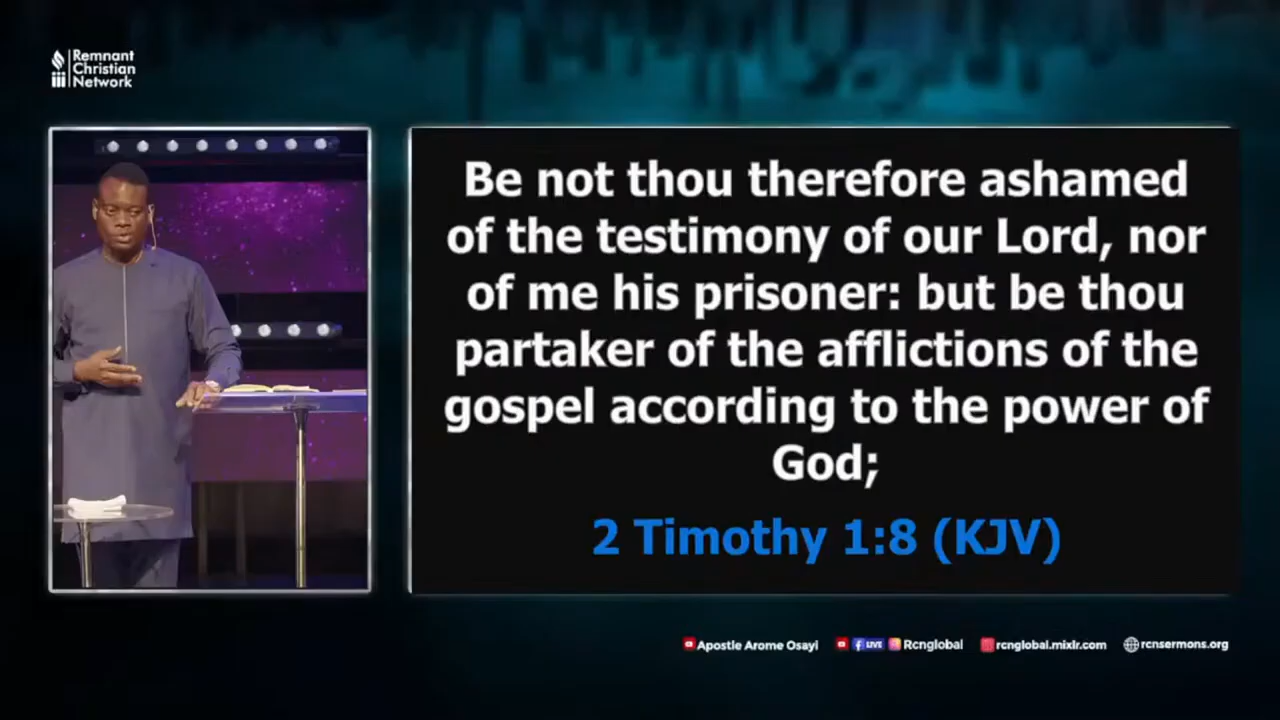 Remnant
Christian
Network
Be not thou therefore ashamed
of the testimony of our Lord, nor
of me his prisoner: but be thou
partaker of the afflictions of the
gospel according to the power of
God;
2 Timothy 1:8 (KJV)
Apostle Arome Osayi LIVE Rcnglobal rcnglobal.mixlr.com rcnsermons.org